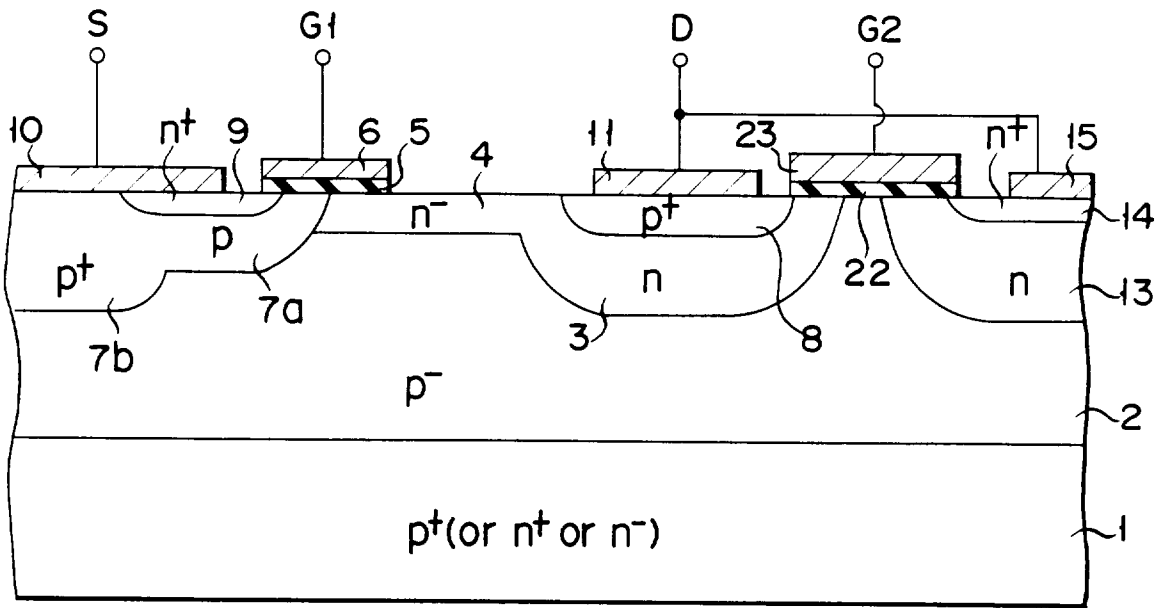 S G1 D G2
10 n+ 9 6 5 4 11 23 n+ 15
n- p+ 14
p 22
p+ n n 13
7a 3 8
7b
p- 2
p+(or n+ or n-) 1